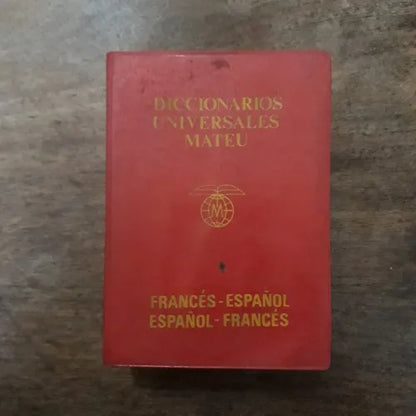 DICCIONARIOS
UNIVERSALES
MATEU
M
FRANCÉS-ESPAÑOL
ESPAÑOL-FRANCÉS